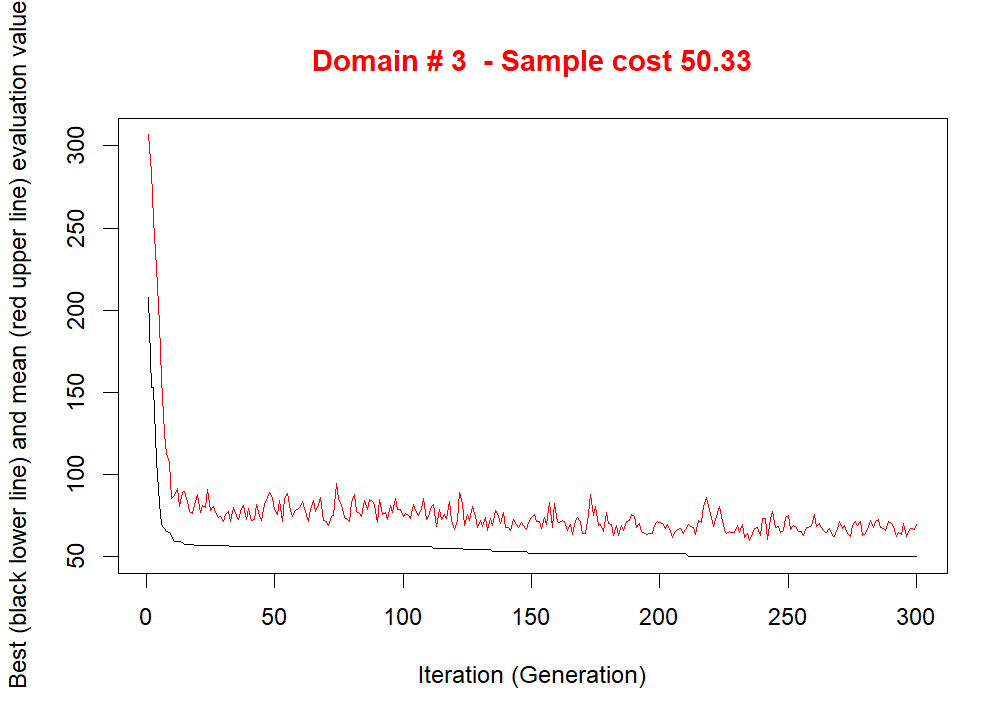 Domain # 3  - Sample cost 50.33
Best (black lower line) and mean (red upper line) evaluation value
300
250
200
150
100
50
0 50 100 150 200 250 300
Iteration (Generation)